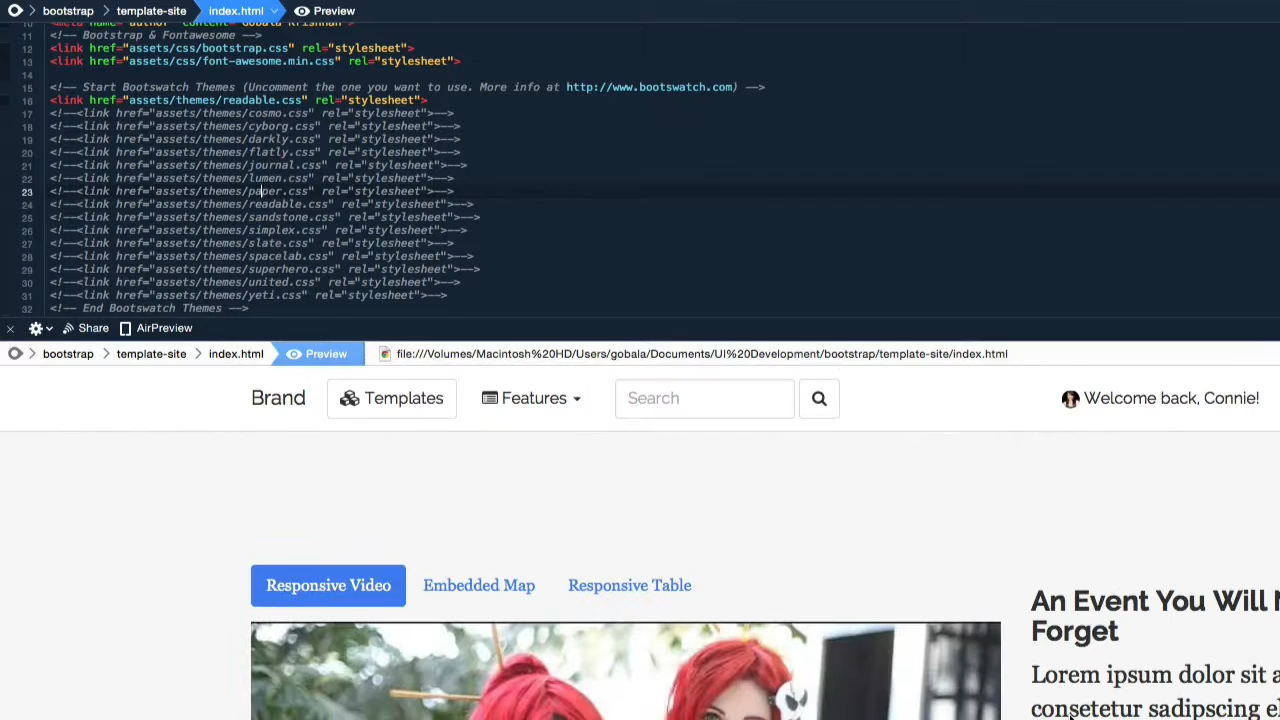 bootstrap template-site index.html Preview
10 <meta name="author" content="Gobala Krishnan">
11 <!-- Bootstrap & Fontawesome -->
12 <link href="assets/css/bootstrap.css" rel="stylesheet">
13 <link href="assets/css/font-awesome.min.css" rel="stylesheet">
14
15 <!-- Start Bootswatch Themes (Uncomment the one you want to use. More info at http://www.bootswatch.com) -->
16 <link href="assets/themes/readable.css" rel="stylesheet">
17 <!--<link href="assets/themes/cosmo.css" rel="stylesheet">-->
18 <!--<link href="assets/themes/cyborg.css" rel="stylesheet">-->
19 <!--<link href="assets/themes/darkly.css" rel="stylesheet">-->
20 <!--<link href="assets/themes/flatly.css" rel="stylesheet">-->
21 <!--<link href="assets/themes/journal.css" rel="stylesheet">-->
22 <!--<link href="assets/themes/lumen.css" rel="stylesheet">-->
23 <!--<link href="assets/themes/paper.css" rel="stylesheet">-->
24 <!--<link href="assets/themes/readable.css" rel="stylesheet">-->
25 <!--<link href="assets/themes/sandstone.css" rel="stylesheet">-->
26 <!--<link href="assets/themes/simplex.css" rel="stylesheet">-->
27 <!--<link href="assets/themes/slate.css" rel="stylesheet">-->
28 <!--<link href="assets/themes/spacelab.css" rel="stylesheet">-->
29 <!--<link href="assets/themes/superhero.css" rel="stylesheet">-->
30 <!--<link href="assets/themes/united.css" rel="stylesheet">-->
31 <!--<link href="assets/themes/yeti.css" rel="stylesheet">-->
32 <!-- End Bootswatch Themes -->
Share AirPreview
bootstrap template-site index.html Preview file:///Volumes/Macintosh%20HD/Users/gobala/Documents/UI%20Development/bootstrap/template-site/index.html
Brand Templates Features Search Welcome back, Connie!
Responsive Video Embedded Map Responsive Table
An Event You Will
Forget
Lorem ipsum dolor sit
consetetur sadipscing